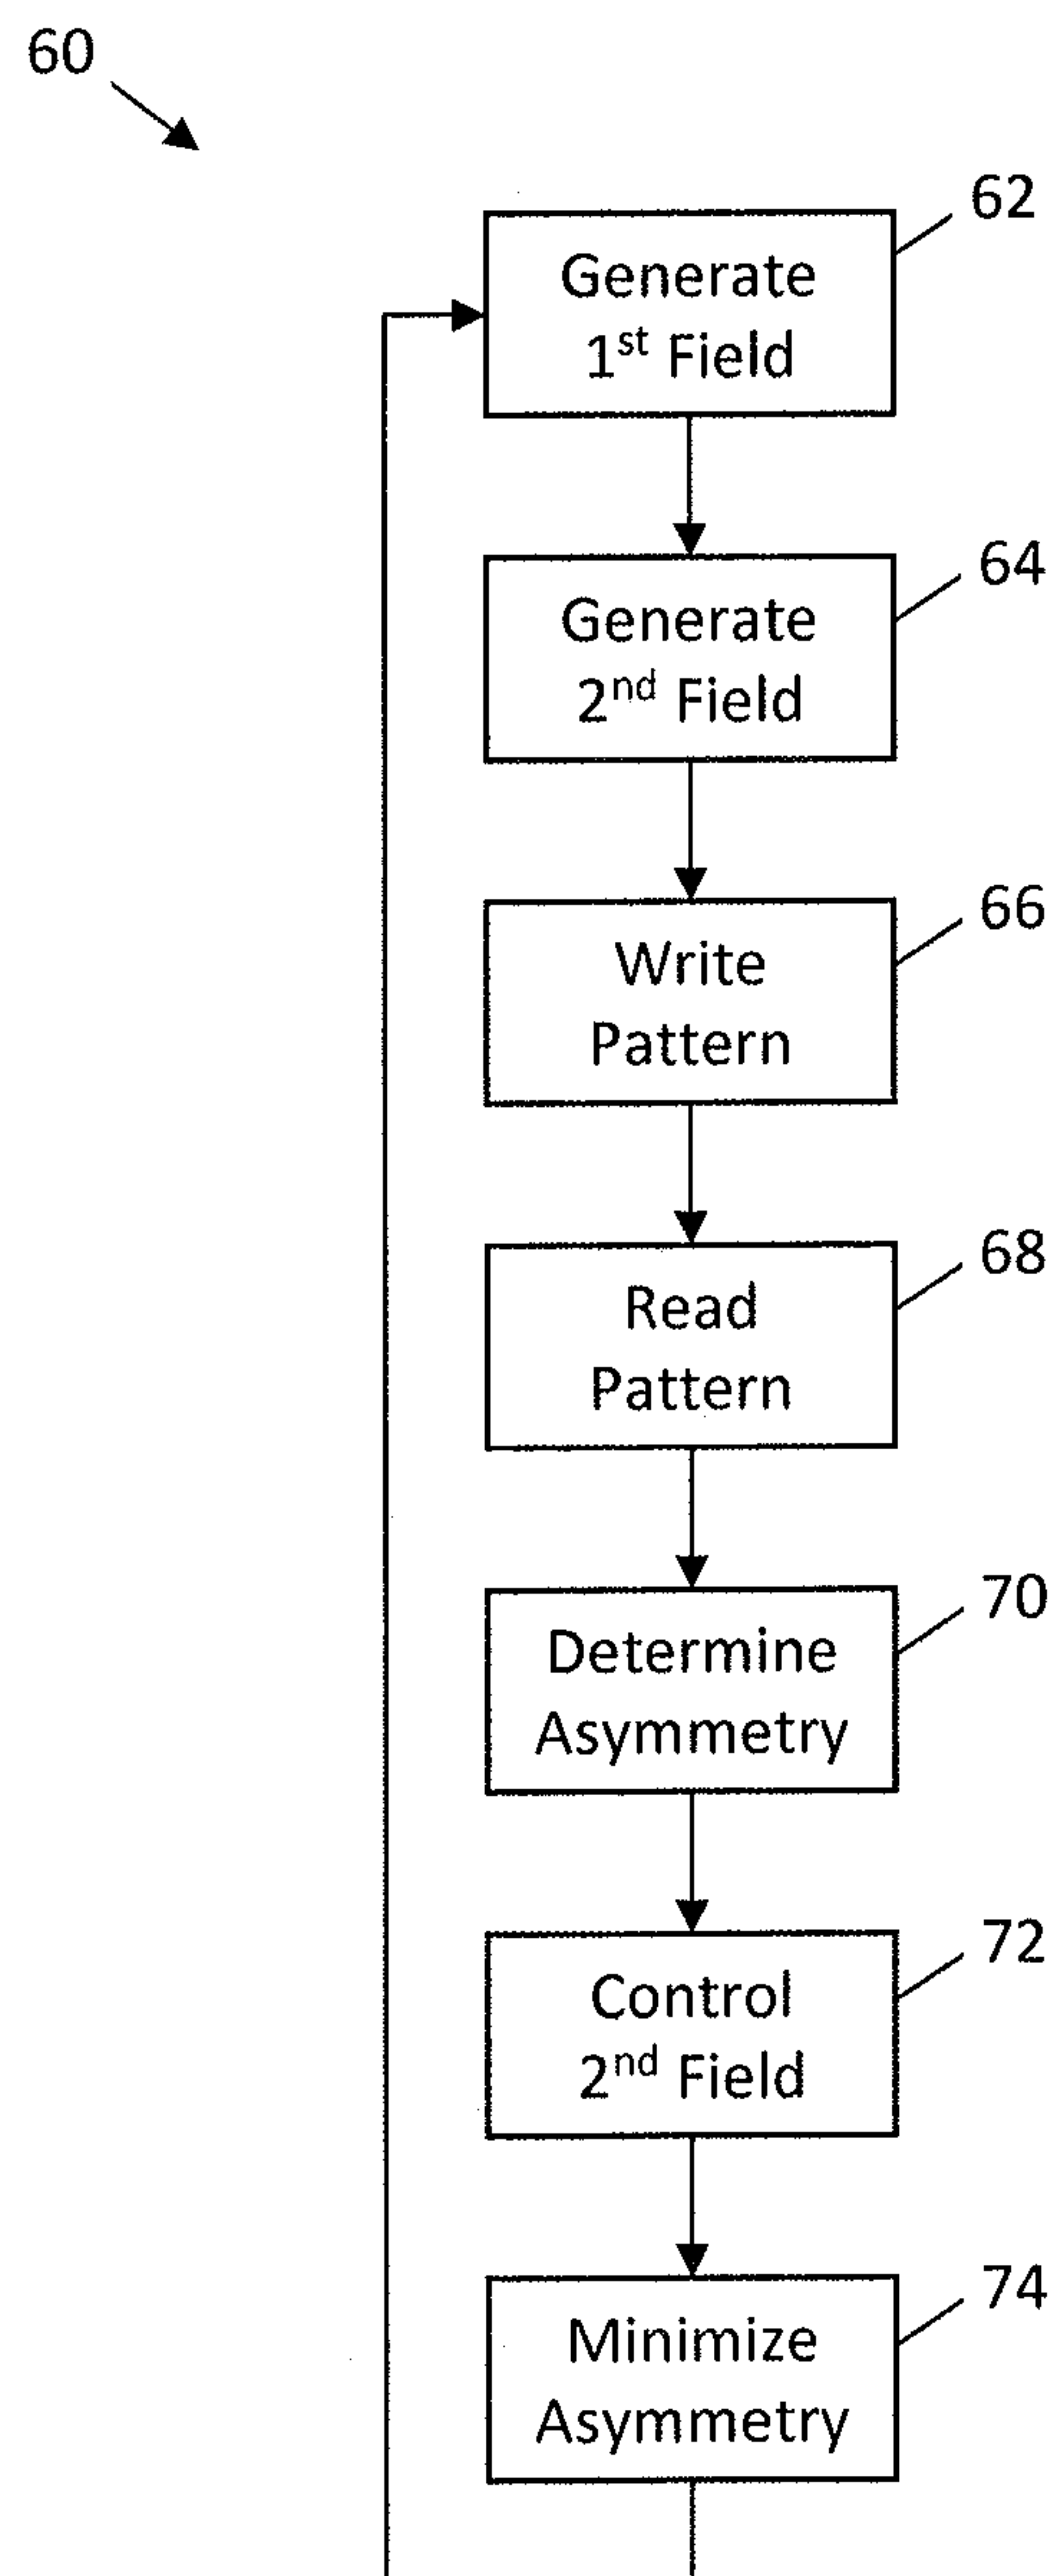 60
62
Generate
1st Field
64
Generate
2nd Field
66
Write
Pattern
68
Read
Pattern
70
Determine
Asymmetry
72
Control
2nd Field
74
Minimize
Asymmetry